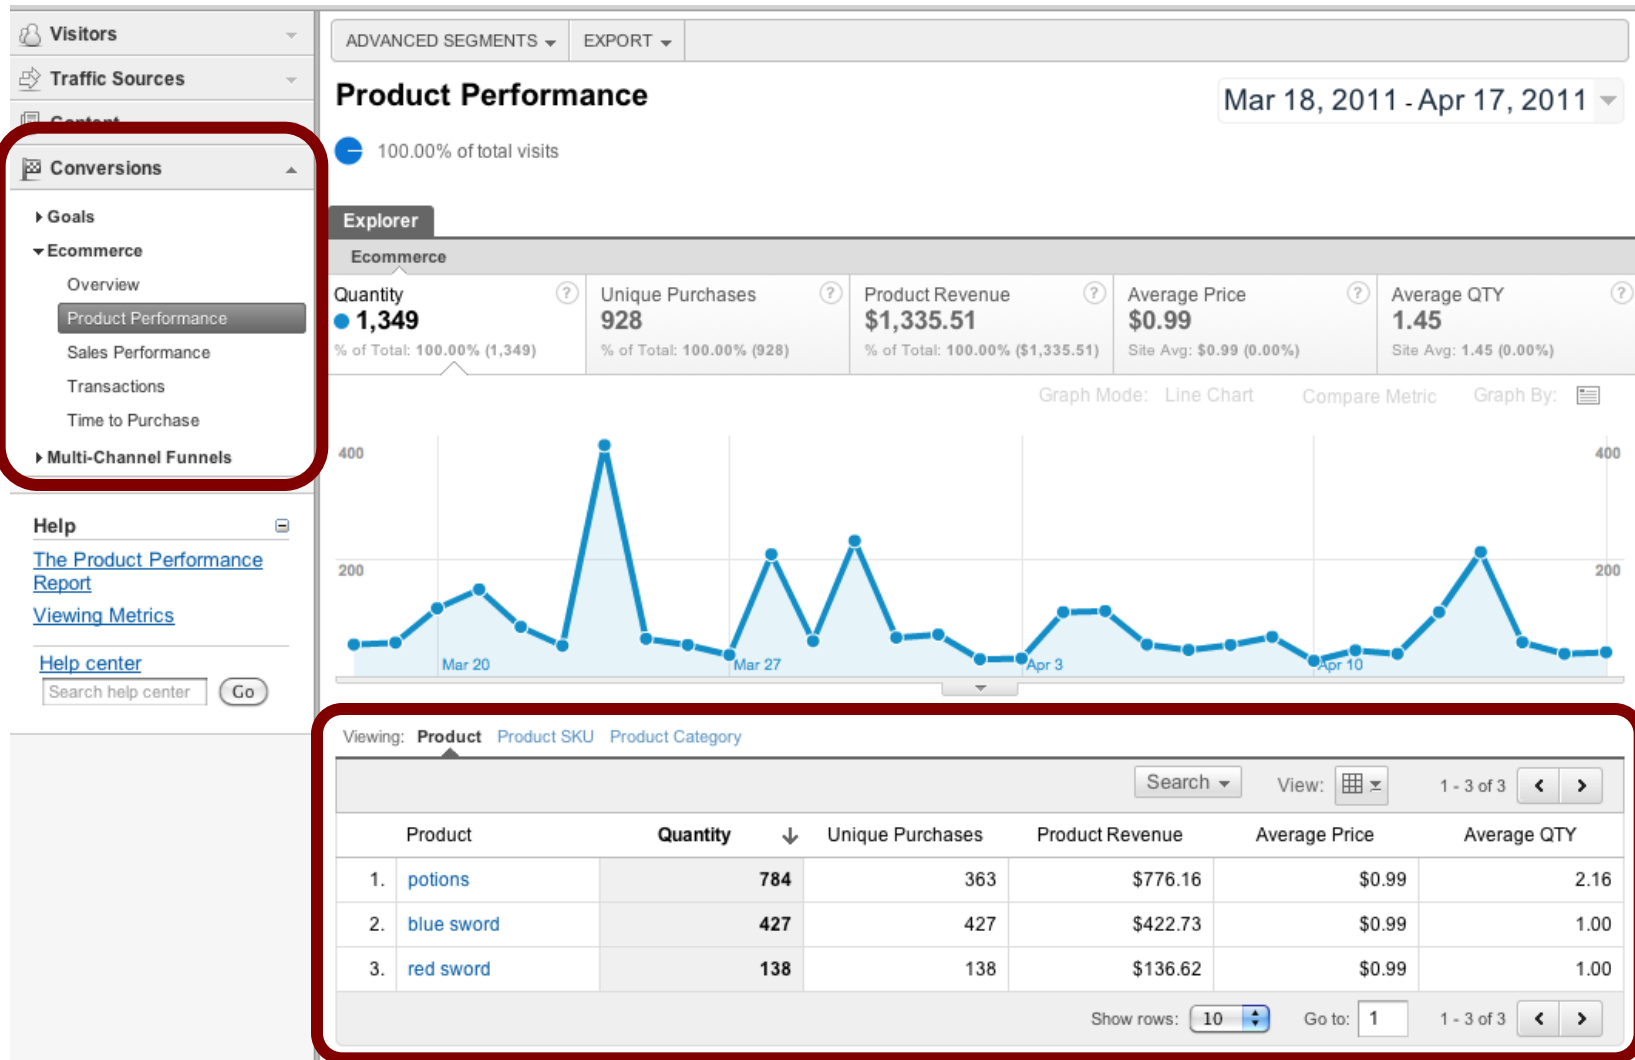 Visitors
Traffic Sources
Content
Conversions
Goals
Ecommerce
Overview
Product Performance
Sales Performance
Transactions
Time to Purchase
Multi-Channel Funnels
Help
The Product Performance
Report
Viewing Metrics
Help center
Search help center Go
ADVANCED SEGMENTS EXPORT
Product Performance
Mar 18, 2011 - Apr 17, 2011
100.00% of total visits
Explorer
Ecommerce
Quantity ? Unique Purchases ? Product Revenue ? Average Price ? Average QTY ?
1,349 928 $1,335.51 $0.99 1.45
% of Total: 100.00% (1,349) % of Total: 100.00% (928) % of Total: 100.00% ($1,335.51) Site Avg: $0.99 (0.00%) Site Avg: 1.45 (0.00%)
Graph Mode: Line Chart Compare Metric Graph By:
400 400
200 200
Mar 20 Mar 27 Apr 3 Apr 10
Viewing: Product Product SKU Product Category
Search View: 1 - 3 of 3
Product Quantity Unique Purchases Product Revenue Average Price Average QTY
1. potions 784 363 $776.16 $0.99 2.16
2. blue sword 427 427 $422.73 $0.99 1.00
3. red sword 138 138 $136.62 $0.99 1.00
Show rows: 10 Go to: 1 1 - 3 of 3